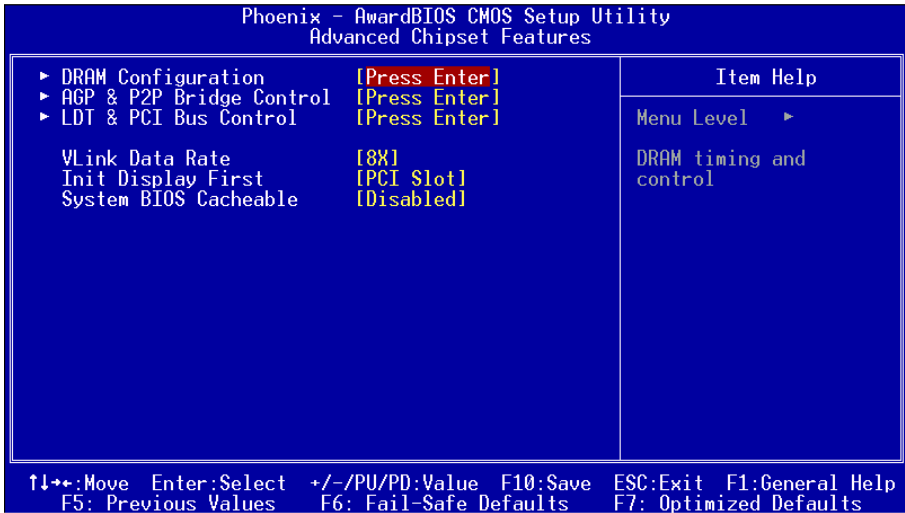 Phoenix - AwardBIOS CMOS Setup Utility
Advanced Chipset Features
► DRAM Configuration [Press Enter]
► AGP & P2P Bridge Control [Press Enter]
► LDT & PCI Bus Control [Press Enter]
VLink Data Rate [8X]
Init Display First [PCI Slot]
System BIOS Cacheable [Disabled]
Item Help
Menu Level ►
DRAM timing and
control
↑↓→←:Move Enter:Select +/-/PU/PD:Value F10:Save ESC:Exit F1:General Help
F5: Previous Values F6: Fail-Safe Defaults F7: Optimized Defaults